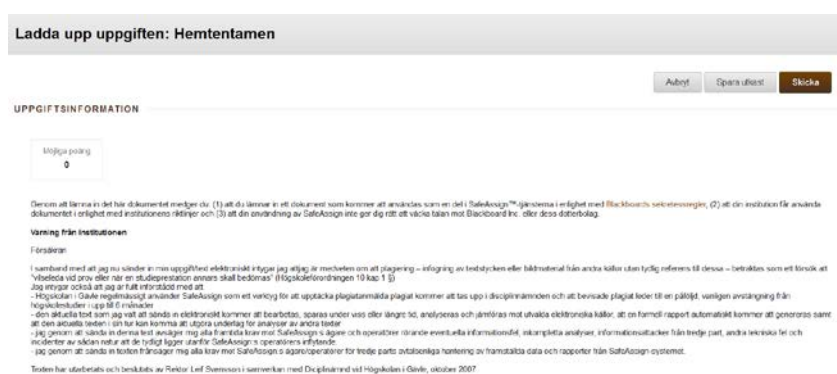 Ladda upp uppgiften: Hemtentamen
Avbryt Spara utkast Skicka
UPPGIFTSINFORMATION
Möjliga poäng
0
Genom att lämna in det här dokumentet medger du: (1) att du lämnar in ett dokument som kommer att användas som en del i SafeAssign™-tjänsterna i enlighet med Blackboards sekretessregler, (2) att din institution får använda
dokumentet i enlighet med institutionens riktlinjer och (3) att din användning av SafeAssign inte ger dig rätt att väcka talan mot Blackboard Inc. eller dess dotterbolag.
Varning från institutionen
Försäkran
I samband med att jag nu sänder in min uppgift/text elektroniskt intygar jag att jag är medveten om att plagiering – infogning av textstycken eller bildmaterial från andra källor utan tydlig referens till dessa – betraktas som ett försök att
"vilseleda vid prov eller när en studieprestation annars skall bedömas" (Högskoleförordningen 10 kap 1 §)
Jag intygar också att jag är fullt införstådd med att
- Högskolan i Gävle regelmässigt använder SafeAssign som ett verktyg för att upptäcka plagiat anmälda plagiat kommer att tas upp i disciplinnämnden och att bevisade plagiat leder till en påföljd, vanligen avstängning från
högskolestudier i upp till 6 månader
- den aktuella text som jag valt att sända in elektroniskt kommer att bearbetas, sparas under viss eller längre tid, analyseras och jämföras mot utvalda elektroniska källor, att en formell rapport automatiskt kommer att genereras samt
att den aktuella texten i sin tur kan komma att utgöra underlag för analyser av andra texter
- jag genom att sända in denna text avsäger mig alla framtida krav mot SafeAssign:s ägare och operatörer rörande eventuella informationsfel, inkompletta analyser, informationsattacker från tredje part, andra tekniska fel och
incidenter av sådan natur att de tydligt ligger utanför SafeAssign:s operatörers inflytande
- jag genom att sända in texten frånsäger mig alla krav mot SafeAssign:s ägare/operatörer för tredje parts avtalsenliga hantering av framställda data och rapporter från SafeAssign-systemet.
Texten har utarbetats och beslutats av Rektor Leif Svensson i samverkan med Disciplinämnd vid Högskolan i Gävle, oktober 2007